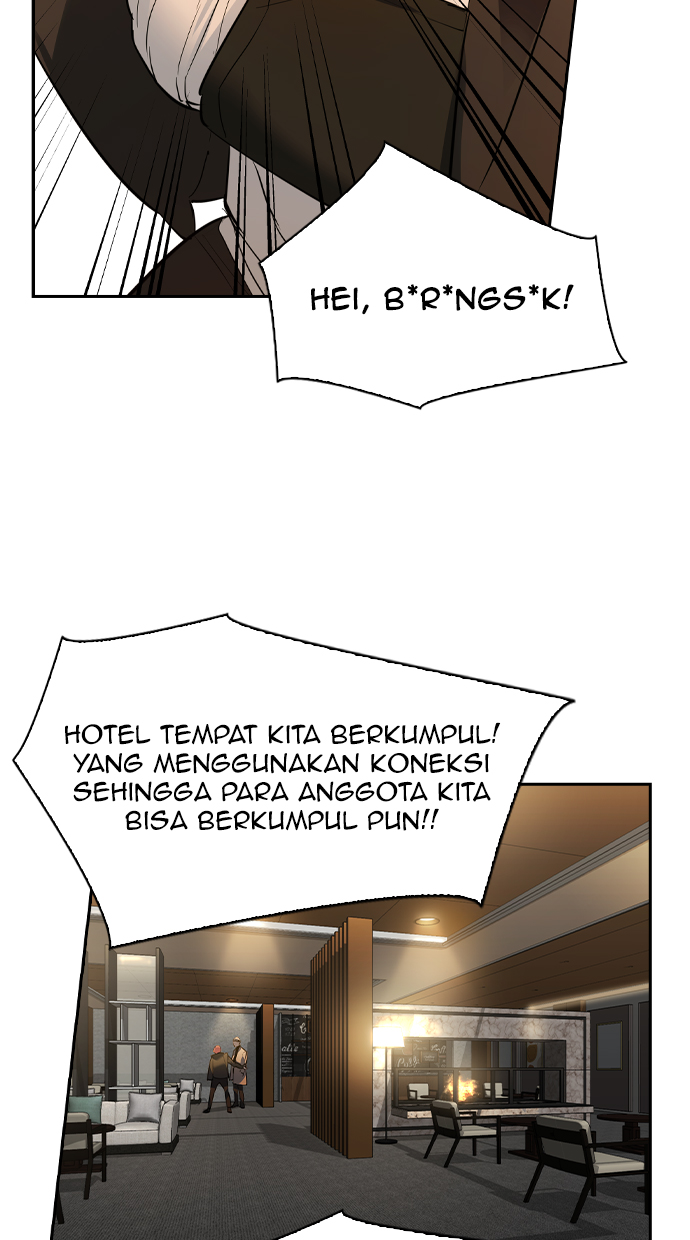 HEI, B*R*NGS*K!
HOTEL TEMPAT KITA BERKUMPUL!
YANG MENGGUNAKAN KONEKSI
SEHINGGA PARA ANGGOTA KITA
BISA BERKUMPUL PUN!!